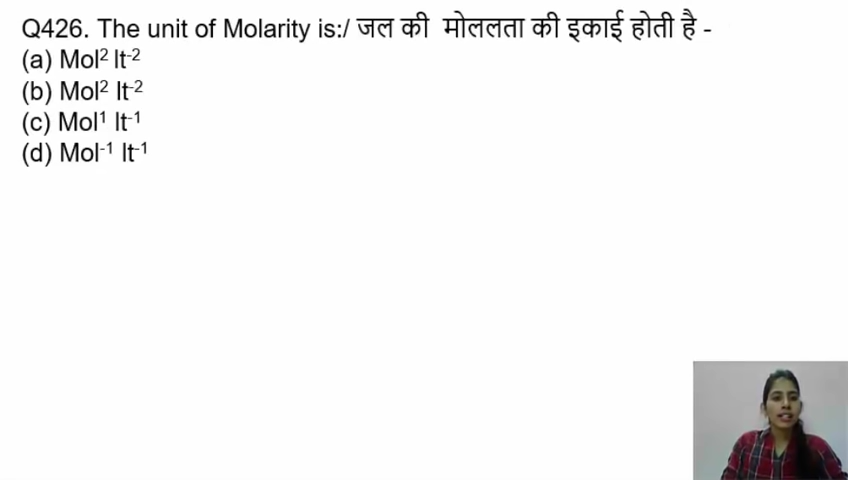 Q426. The unit of Molarity is:/ जल की मोललता की इकाई होती है -
(a) Mol² lt⁻²
(b) Mol² lt⁻²
(c) Mol¹ lt⁻¹
(d) Mol⁻¹ lt⁻¹